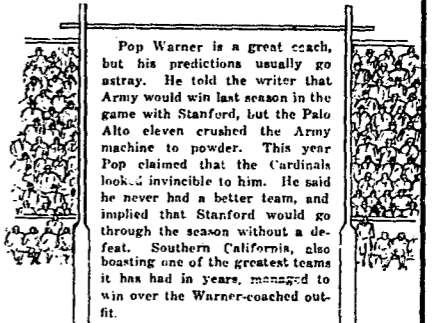 Pop Warner is a great coach,
but his predictions usually go
astray. He told the writer that
Army would win last season in the
game with Stanford, but the Palo
Alto eleven crushed the Army
machine to powder. This year
Pop claimed that the Cardinals
looked invincible to him. He said
he never had a better team, and
implied that Stanford would go
through the season without a de-
feat. Southern California, also
boasting one of the greatest teams
it has had in years, managed to
win over the Warner-coached out-
fit.